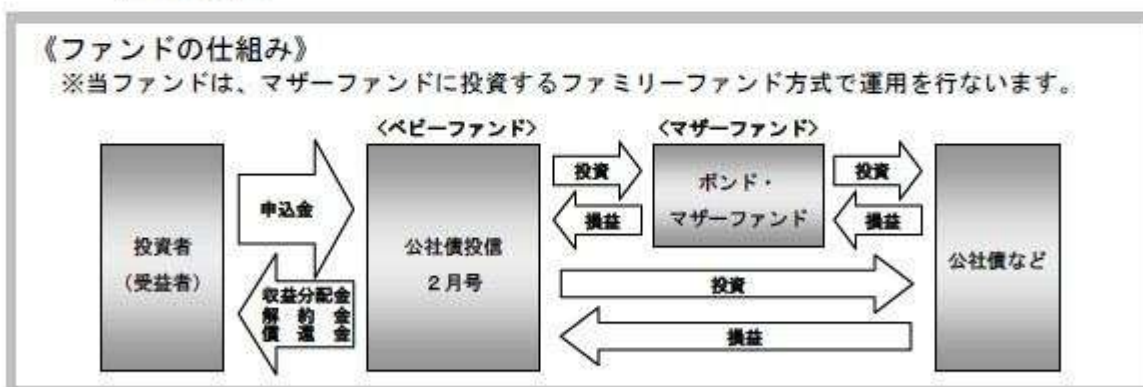 《ファンドの仕組み》
※当ファンドは、マザーファンドに投資するファミリーファンド方式で運用を行ないます。
〈ベビーファンド〉
〈マザーファンド〉
投資者
(受益者)
申込金
収益分配金
解約金
償還金
公社債投信
2月号
投資
損益
ボンド・
マザーファンド
投資
損益
投資
損益
公社債など